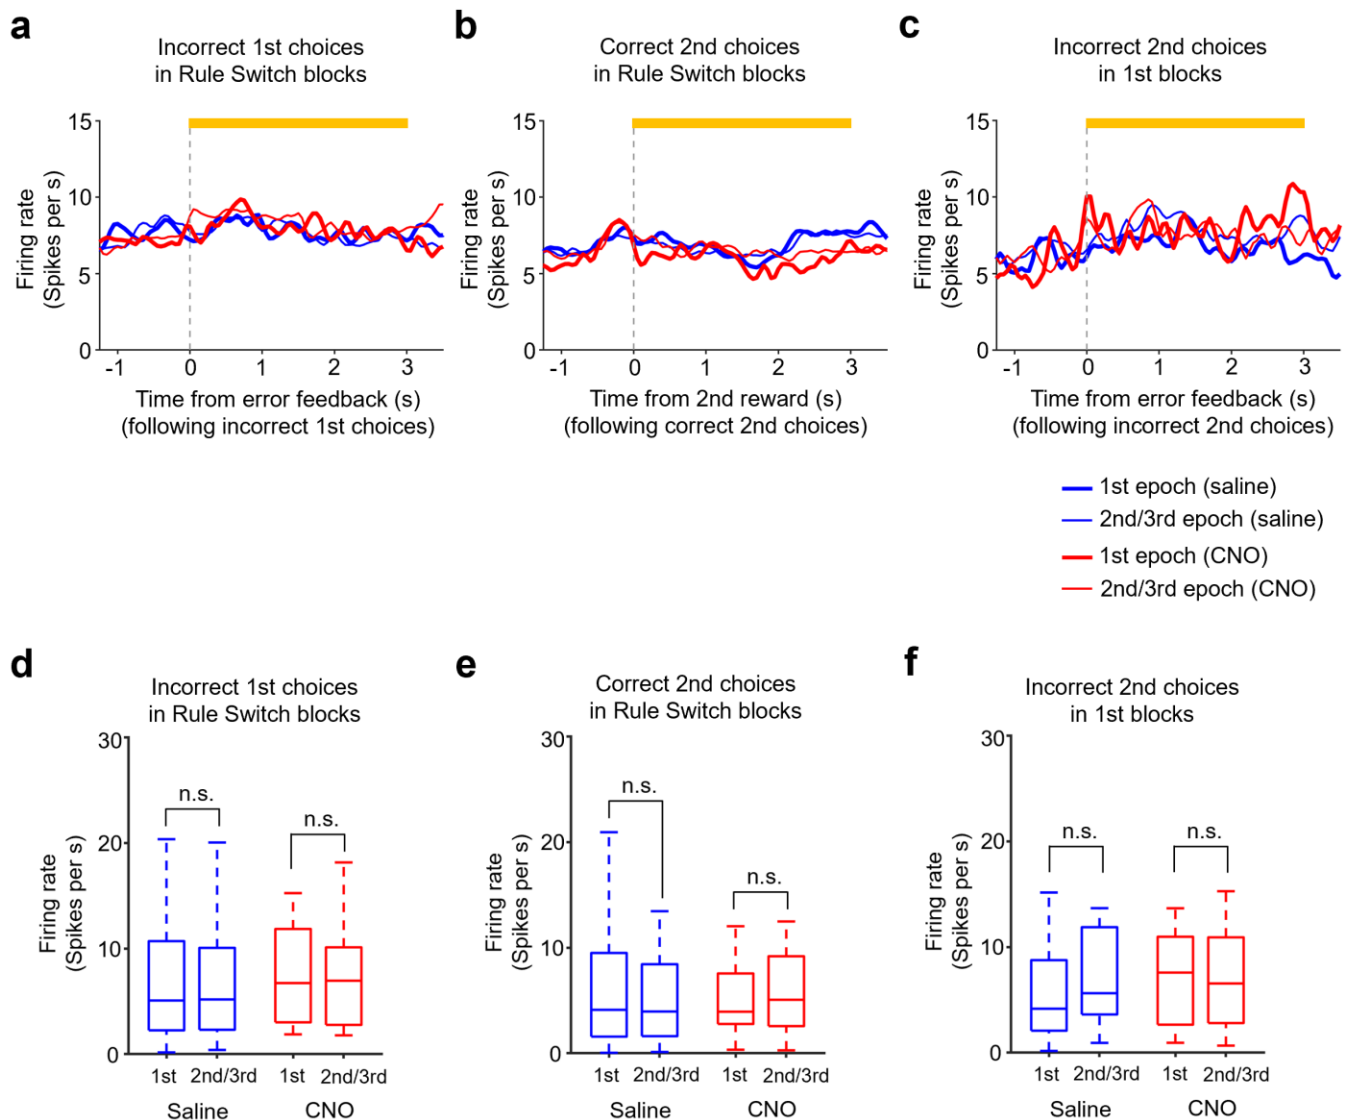 a
Incorrect 1st choices
in Rule Switch blocks
15
10
5
0
Firing rate
(Spikes per s)
-1
0
1
2
3
Time from error feedback (s)
(following incorrect 1st choices)
b
Correct 2nd choices
in Rule Switch blocks
15
10
5
0
Firing rate
(Spikes per s)
-1
0
1
2
3
Time from 2nd reward (s)
(following correct 2nd choices)
c
Incorrect 2nd choices
in 1st blocks
15
10
5
0
Firing rate
(Spikes per s)
-1
0
1
2
3
Time from error feedback (s)
(following incorrect 2nd choices)
1st epoch (saline)
2nd/3rd epoch (saline)
1st epoch (CNO)
2nd/3rd epoch (CNO)
d
Incorrect 1st choices
in Rule Switch blocks
30
20
10
0
Firing rate
(Spikes per s)
n.s.
n.s.
1st 2nd/3rd 1st 2nd/3rd
Saline CNO
e
Correct 2nd choices
in Rule Switch blocks
30
20
10
0
Firing rate
(Spikes per s)
n.s.
n.s.
1st 2nd/3rd 1st 2nd/3rd
Saline CNO
f
Incorrect 2nd choices
in 1st blocks
30
20
10
0
Firing rate
(Spikes per s)
n.s.
n.s.
1st 2nd/3rd 1st 2nd/3rd
Saline CNO